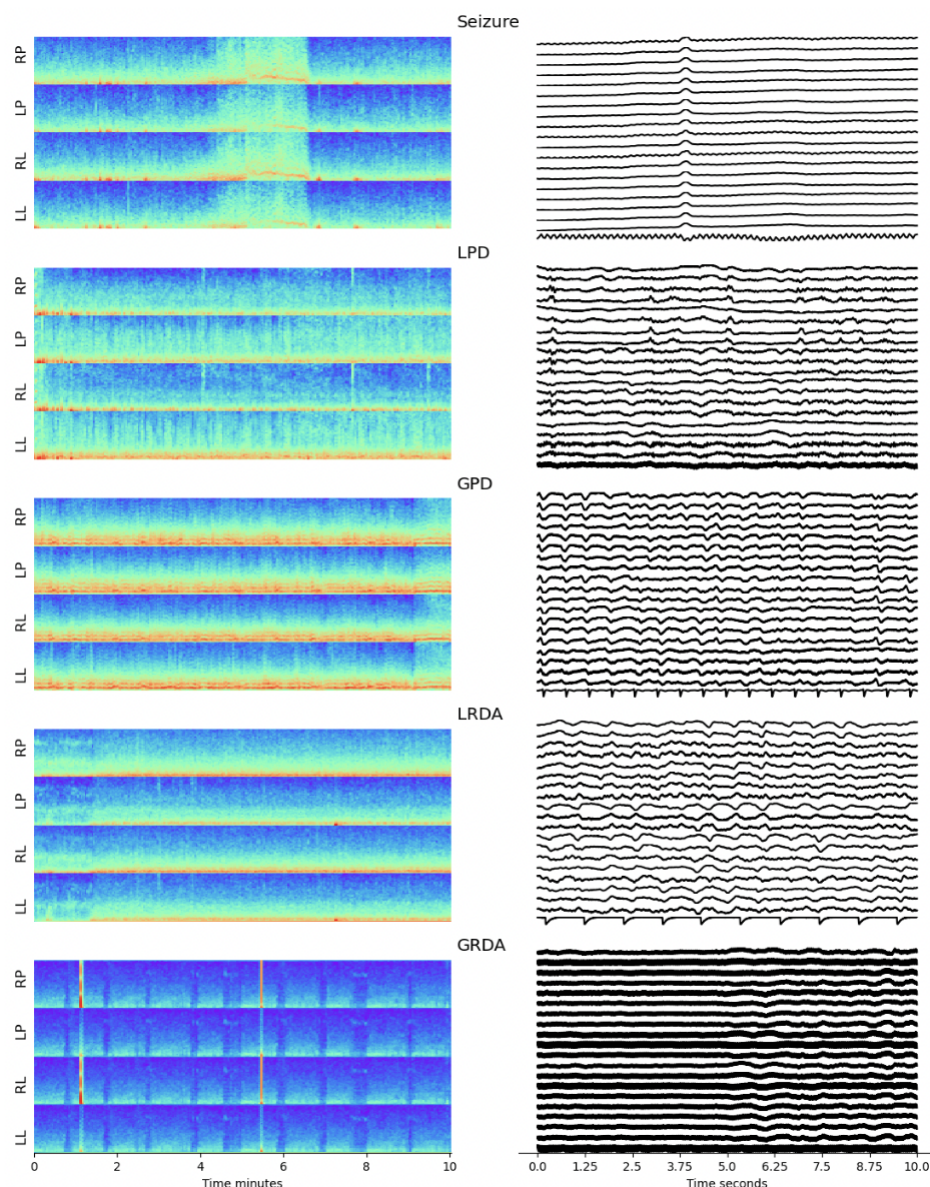 Seizure
RP
LP
RL
LL
LPD
RP
LP
RL
LL
GPD
RP
LP
RL
LL
LRDA
RP
LP
RL
LL
GRDA
RP
LP
RL
LL
0 2 4 6 8 10
Time minutes
0.0 1.25 2.5 3.75 5.0 6.25 7.5 8.75 10.0
Time seconds